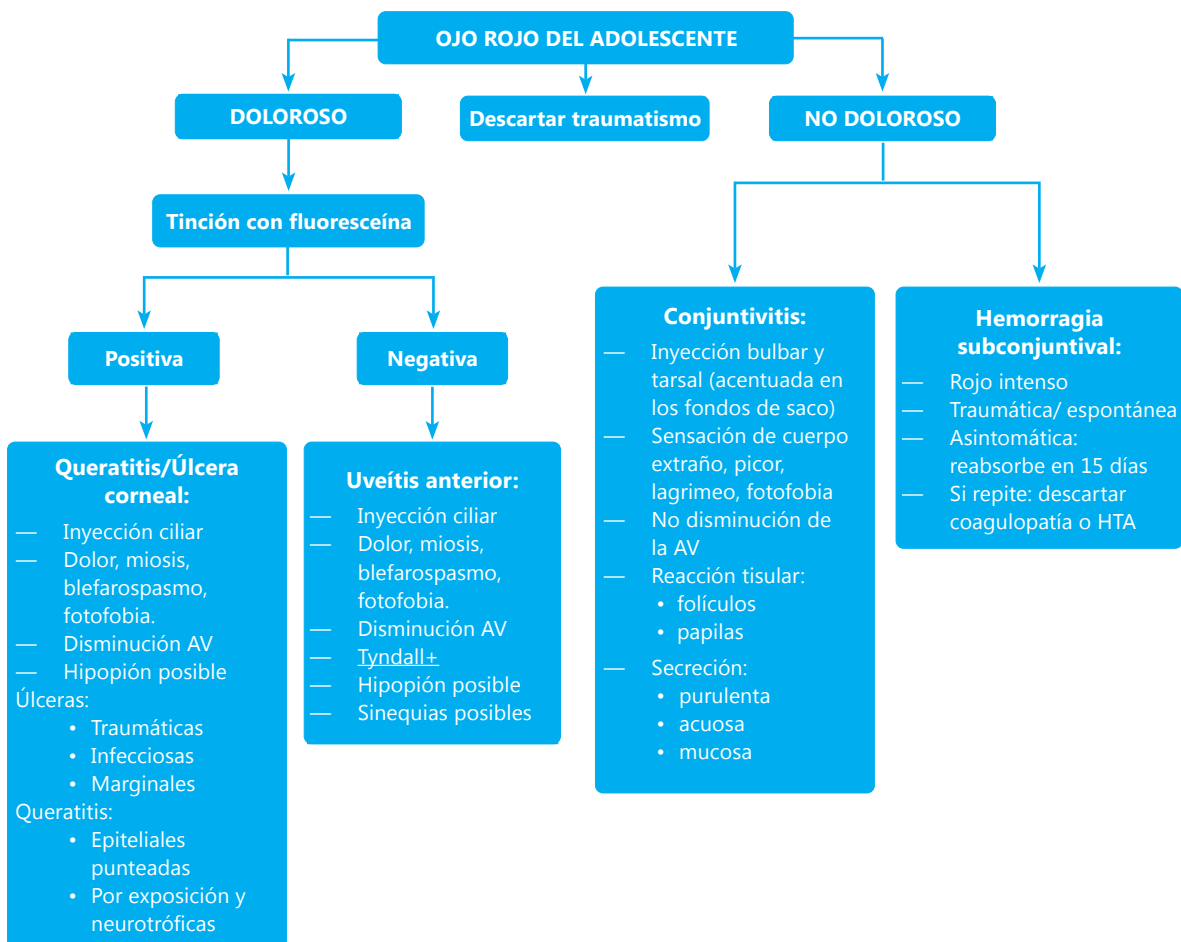 OJO ROJO DEL ADOLESCENTE
DOLOROSO
Descartar traumatismo
NO DOLOROSO
Tinción con fluoresceína
Positiva
Negativa
Queratitis/Úlcera
corneal:
— Inyección ciliar
— Dolor, miosis,
blefarospasmo,
fotofobia.
— Disminución AV
— Hipopión posible
Úlceras:
• Traumáticas
• Infecciosas
• Marginales
Queratitis:
• Epiteliales
punteadas
• Por exposición y
neurotróficas
Uveítis anterior:
— Inyección ciliar
— Dolor, miosis,
blefarospasmo,
fotofobia.
— Disminución AV
— Tyndall+
— Hipopión posible
— Sinequias posibles
Conjuntivitis:
— Inyección bulbar y
tarsal (acentuada en
los fondos de saco)
— Sensación de cuerpo
extraño, picor,
lagrimeo, fotofobia
— No disminución de
la AV
— Reacción tisular:
• folículos
• papilas
— Secreción:
• purulenta
• acuosa
• mucosa
Hemorragia
subconjuntival:
— Rojo intenso
— Traumática/ espontánea
— Asintomática:
reabsorbe en 15 días
— Si repite: descartar
coagulopatía o HTA